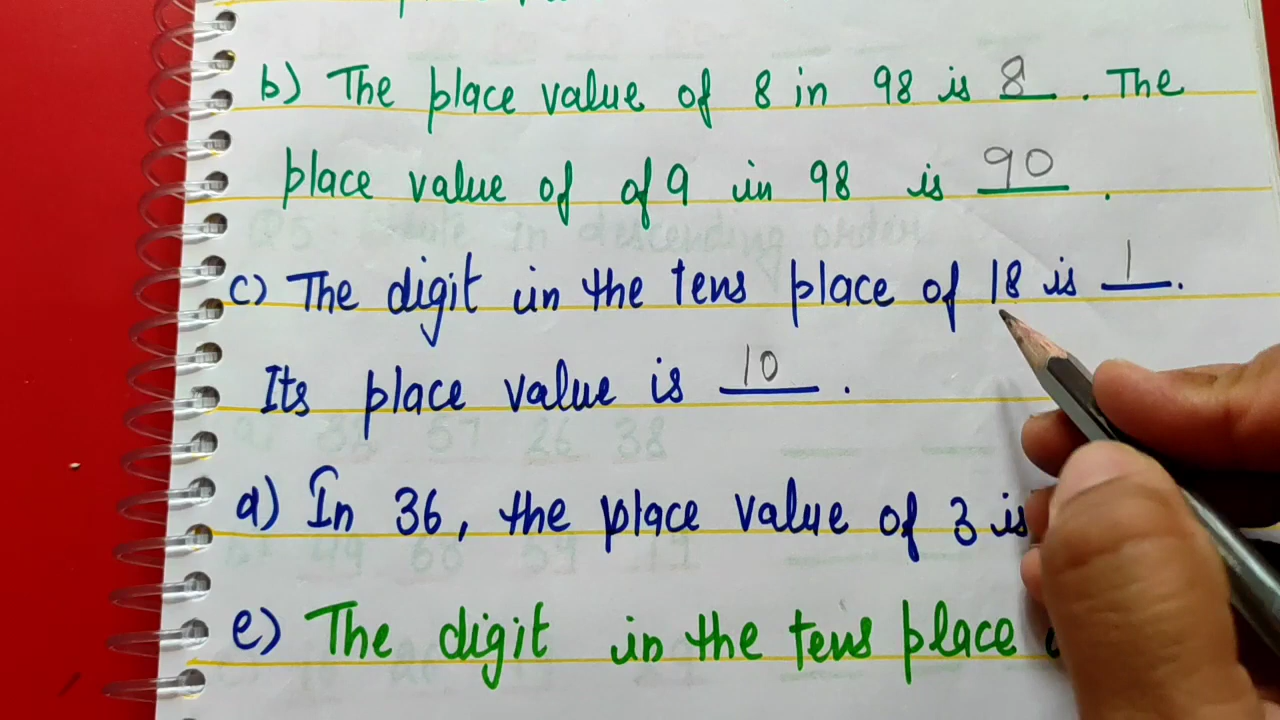 b) The place value of 8 in 98 is 8. The
place value of of 9 in 98 is 90.
c) The digit in the tens place of 18 is 1.
Its place value is 10.
d) In 36, the place value of 3 is
e) The digit in the tens place